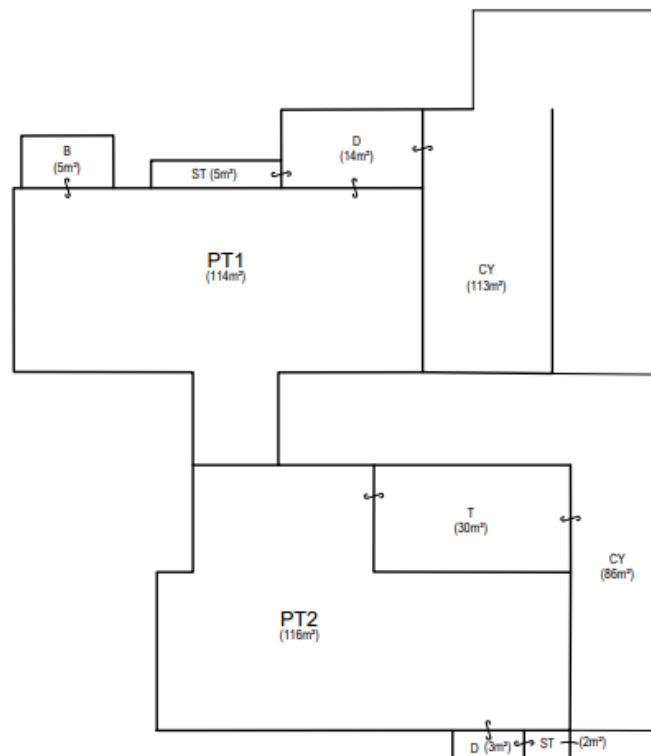 B
(5m²)
ST (5m²)
D
(14m²)
PT1
(114m²)
CY
(113m²)
T
(30m²)
CY
(86m²)
PT2
(116m²)
D (3m²)
ST (2m²)